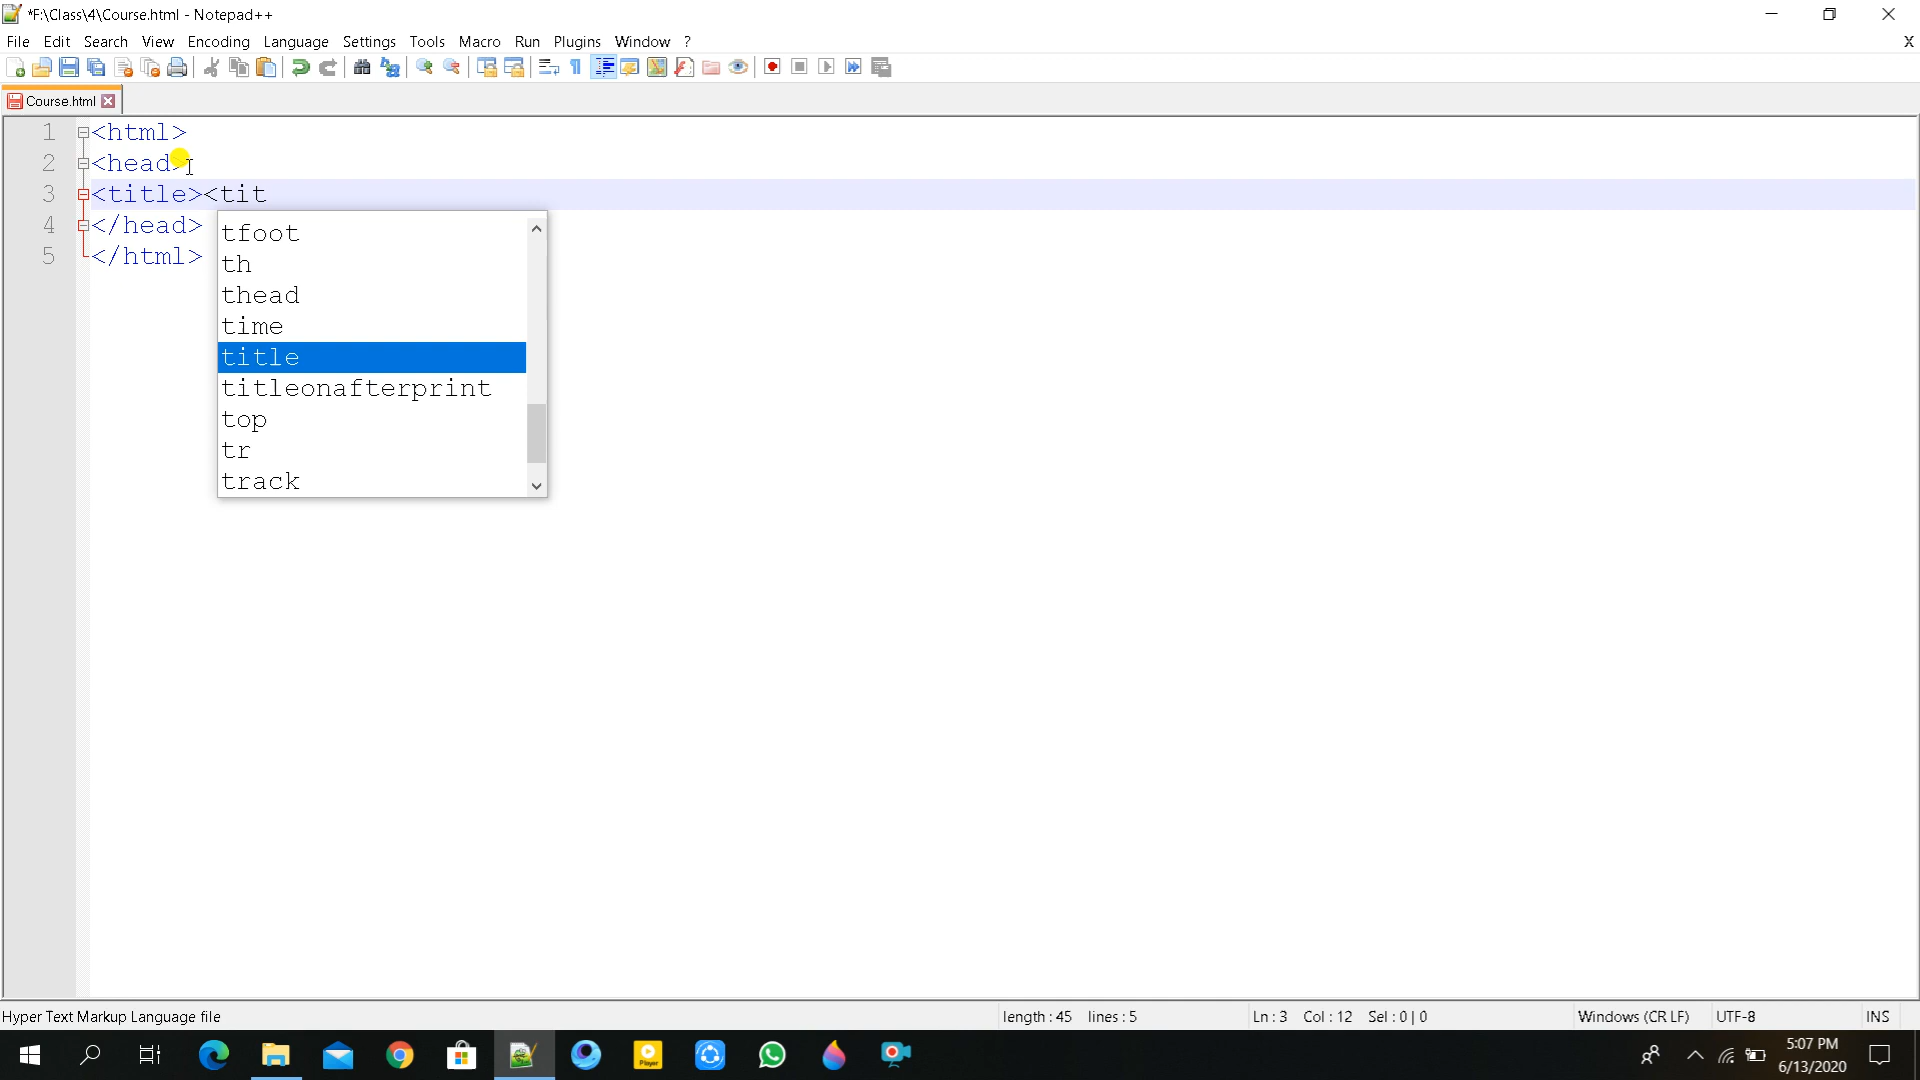 *F:\Class\4\Course.html - Notepad++
File Edit Search View Encoding Language Settings Tools Macro Run Plugins Window ? X
Course.html
1 <html>
2 <head>
3 <title><tit
4 </head>
5 </html>
tfoot
th
thead
time
title
titleonafterprint
top
tr
track
Hyper Text Markup Language file length : 45 lines : 5 Ln : 3 Col : 12 Sel : 0 | 0 Windows (CR LF) UTF-8 INS
Player
5:07 PM
6/13/2020